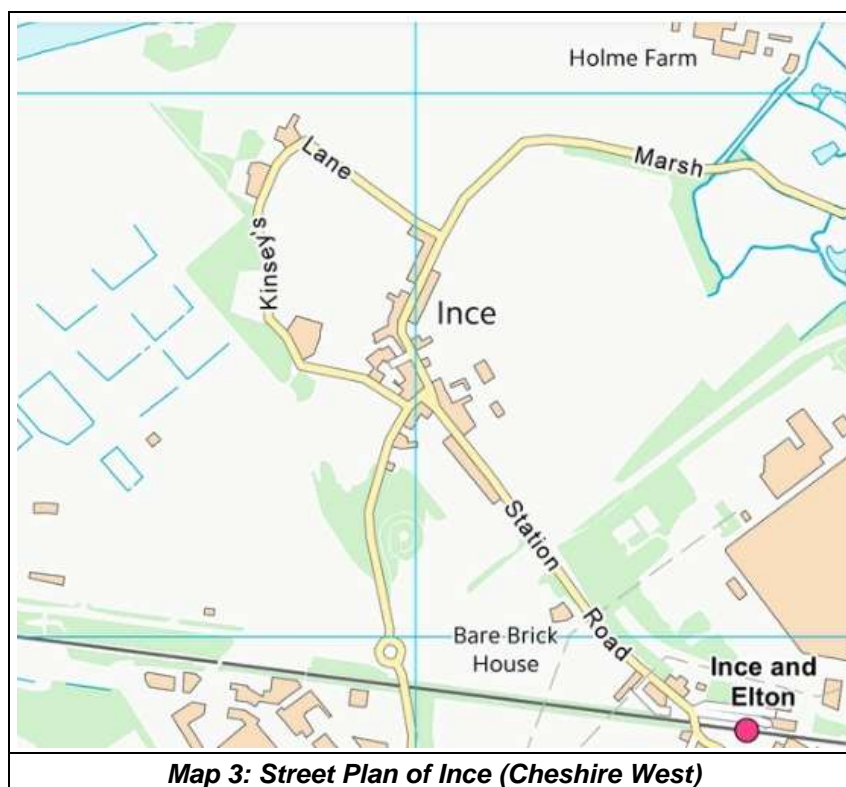 Holme Farm
Lane
Marsh
Kinsey's
Ince
Station
Road
Bare Brick
House
Ince and
Elton
Map 3: Street Plan of Ince (Cheshire West)